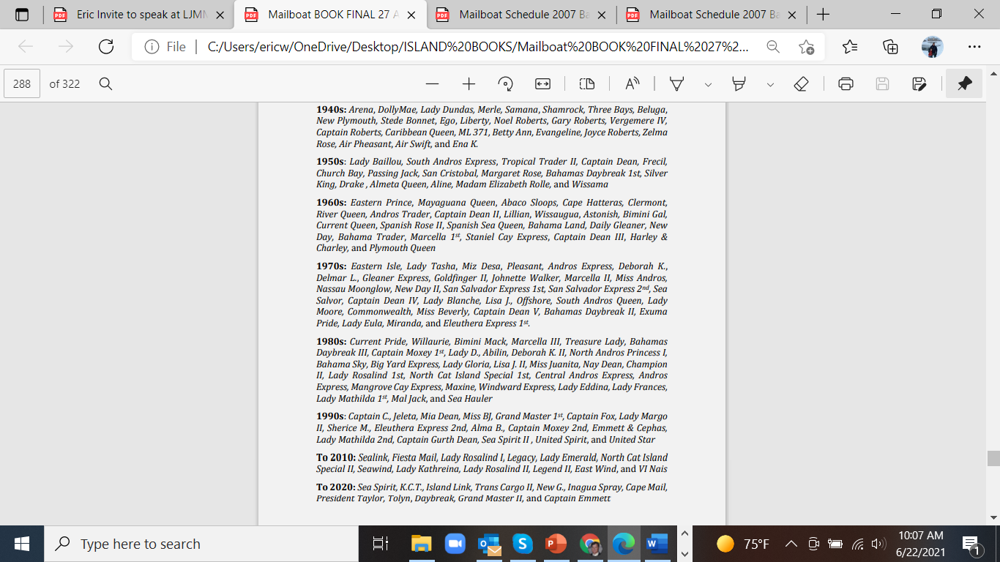 Eric Invite to speak at LJMM
Mailboat BOOK FINAL 27 A
Mailboat Schedule 2007 Ba
Mailboat Schedule 2007 Ba
File
C:/Users/ericw/OneDrive/Desktop/ISLAND%20BOOKS/Mailboat%20BOOK%20FINAL%2027%2...
288 of 322
1940s: Arena, DollyMae, Lady Dundas, Merle, Samana, Shamrock, Three Bays, Beluga,
New Plymouth, Stede Bonnet, Ego, Liberty, Noel Roberts, Gary Roberts, Vergemere IV,
Captain Roberts, Caribbean Queen, ML 371, Betty Ann, Evangeline, Joyce Roberts, Zelma
Rose, Air Pheasant, Air Swift, and Ena K.
1950s: Lady Baillou, South Andros Express, Tropical Trader II, Captain Dean, Frecil,
Church Bay, Passing Jack, San Cristobal, Margaret Rose, Bahamas Daybreak 1st, Silver
King, Drake , Almeta Queen, Aline, Madam Elizabeth Rolle, and Wissama
1960s: Eastern Prince, Mayaguana Queen, Abaco Sloops, Cape Hatteras, Clermont,
River Queen, Andros Trader, Captain Dean II, Lillian, Wissaugua, Astonish, Bimini Gal,
Current Queen, Spanish Rose II, Spanish Sea Queen, Bahama Land, Daily Gleaner, New
Day, Bahama Trader, Marcella 1st, Staniel Cay Express, Captain Dean III, Harley &
Charley, and Plymouth Queen
1970s: Eastern Isle, Lady Tasha, Miz Desa, Pleasant, Andros Express, Deborah K.,
Delmar L., Gleaner Express, Goldfinger II, Johnette Walker, Marcella II, Miss Andros,
Nassau Moonglow, New Day II, San Salvador Express 1st, San Salvador Express 2nd, Sea
Salvor, Captain Dean IV, Lady Blanche, Lisa J., Offshore, South Andros Queen, Lady
Moore, Commonwealth, Miss Beverly, Captain Dean V, Bahamas Daybreak II, Exuma
Pride, Lady Eula, Miranda, and Eleuthera Express 1st.
1980s: Current Pride, Willaurie, Bimini Mack, Marcella III, Treasure Lady, Bahamas
Daybreak III, Captain Moxey 1st, Lady D., Abilin, Deborah K. II, North Andros Princess I,
Bahama Sky, Big Yard Express, Lady Gloria, Lisa J. II, Miss Juanita, Nay Dean, Champion
II, Lady Rosalind 1st, North Cat Island Special 1st, Central Andros Express, Andros
Express, Mangrove Cay Express, Maxine, Windward Express, Lady Eddina, Lady Frances,
Lady Mathilda 1st, Mal Jack, and Sea Hauler
1990s: Captain C., Jeleta, Mia Dean, Miss BJ, Grand Master 1st, Captain Fox, Lady Margo
II, Sherice M., Eleuthera Express 2nd, Alma B., Captain Moxey 2nd, Emmett & Cephas,
Lady Mathilda 2nd, Captain Gurth Dean, Sea Spirit II , United Spirit, and United Star
To 2010: Sealink, Fiesta Mail, Lady Rosalind I, Legacy, Lady Emerald, North Cat Island
Special II, Seawind, Lady Kathreina, Lady Rosalind II, Legend II, East Wind, and VI Nais
To 2020: Sea Spirit, K.C.T., Island Link, Trans Cargo II, New G., Inagua Spray, Cape Mail,
President Taylor, Tolyn, Daybreak, Grand Master II, and Captain Emmett
Type here to search
75°F
10:07 AM
6/22/2021
1